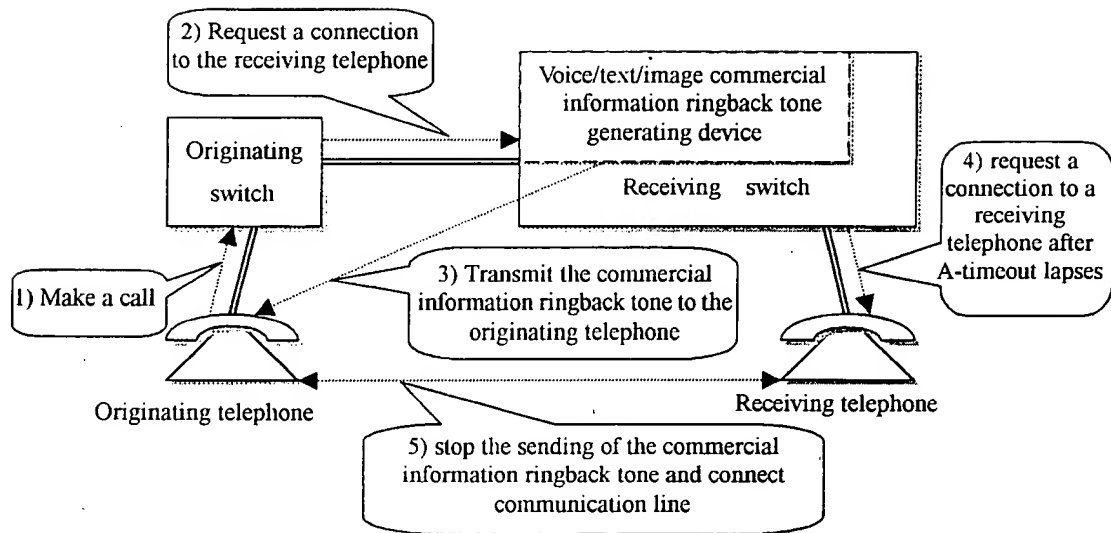 2) Request a connection
to the receiving telephone
Voice/text/image commercial
information ringback tone
generating device
Originating
switch
Receiving switch
4) request a
connection to a
receiving
telephone after
A-timeout lapses
1) Make a call
3) Transmit the commercial
information ringback tone to the
originating telephone
Originating telephone
Receiving telephone
5) stop the sending of the commercial
information ringback tone and connect
communication line